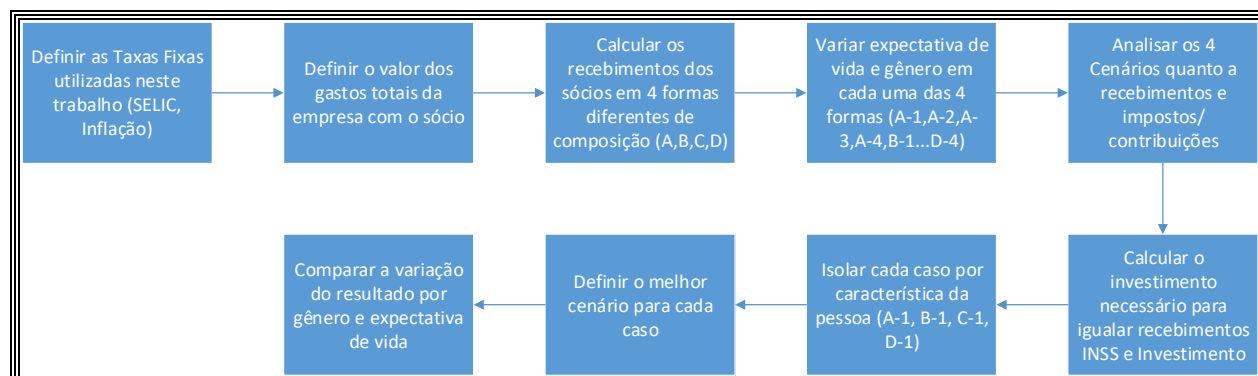 Definir as Taxas Fixas
utilizadas neste
trabalho (SELIC,
Inflação)
Definir o valor dos
gastos totais da
empresa com o sócio
Calcular os
recebimentos dos
sócios em 4 formas
diferentes de
composição (A,B,C,D)
Variar expectativa de
vida e gênero em
cada uma das 4
formas (A-1,A-2,A-
3,A-4,B-1...D-4)
Analisar os 4
Cenários quanto a
recebimentos e
impostos/
contribuições
Calcular o
investimento
necessário para
igualar recebimentos
INSS e Investimento
Isolar cada caso por
característica da
pessoa (A-1, B-1, C-1,
D-1)
Definir o melhor
cenário para cada
caso
Comparar a variação
do resultado por
gênero e expectativa
de vida